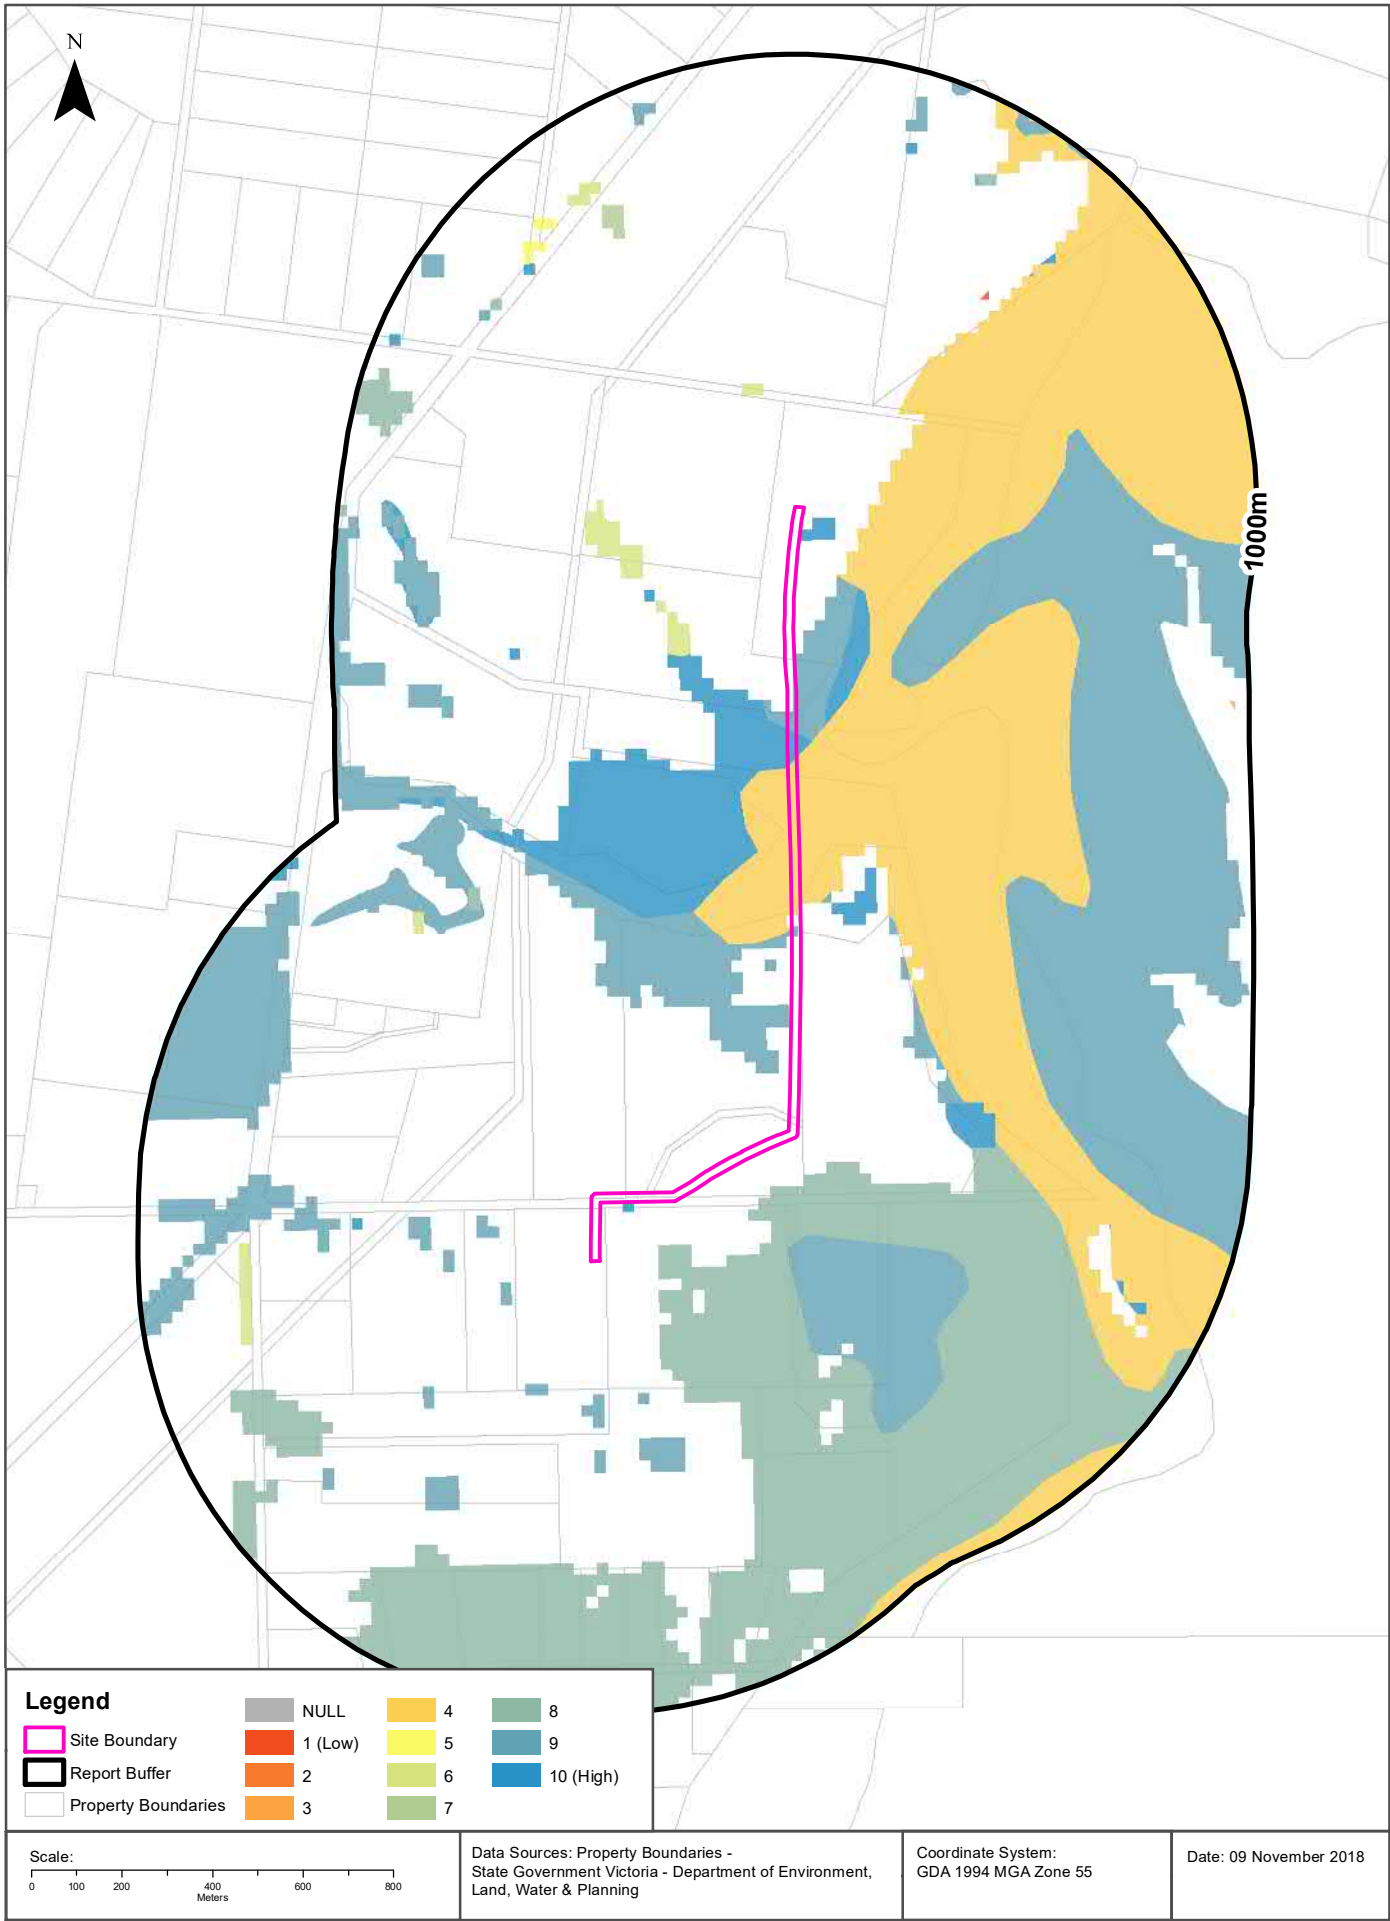 N
1000m
Legend
Site Boundary
Report Buffer
Property Boundaries
NULL
1 (Low)
2
3
4
5
6
7
8
9
10 (High)
Scale:
0 100 200 400 600 800
Meters
Data Sources: Property Boundaries -
State Government Victoria - Department of Environment,
Land, Water & Planning
Coordinate System:
GDA 1994 MGA Zone 55
Date: 09 November 2018